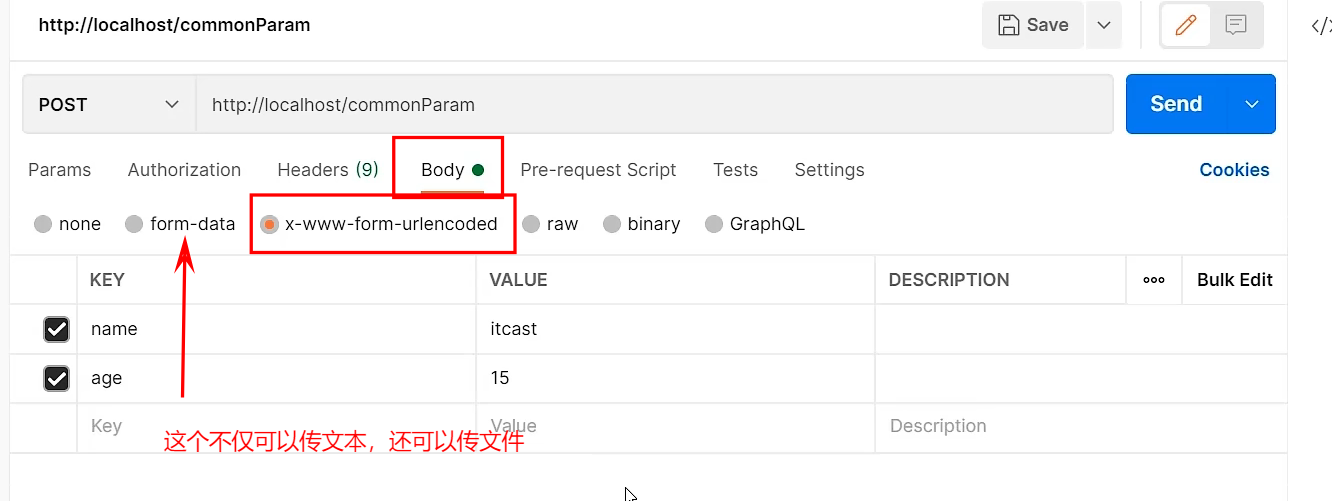 http://localhost/commonParam
Save
POST
http://localhost/commonParam
Send
Params
Authorization
Headers (9)
Body
Pre-request Script
Tests
Settings
Cookies
none
form-data
x-www-form-urlencoded
raw
binary
GraphQL
KEY
VALUE
DESCRIPTION
Bulk Edit
name
itcast
age
15
Key
Value
Description
这个不仅可以传文本，还可以传文件